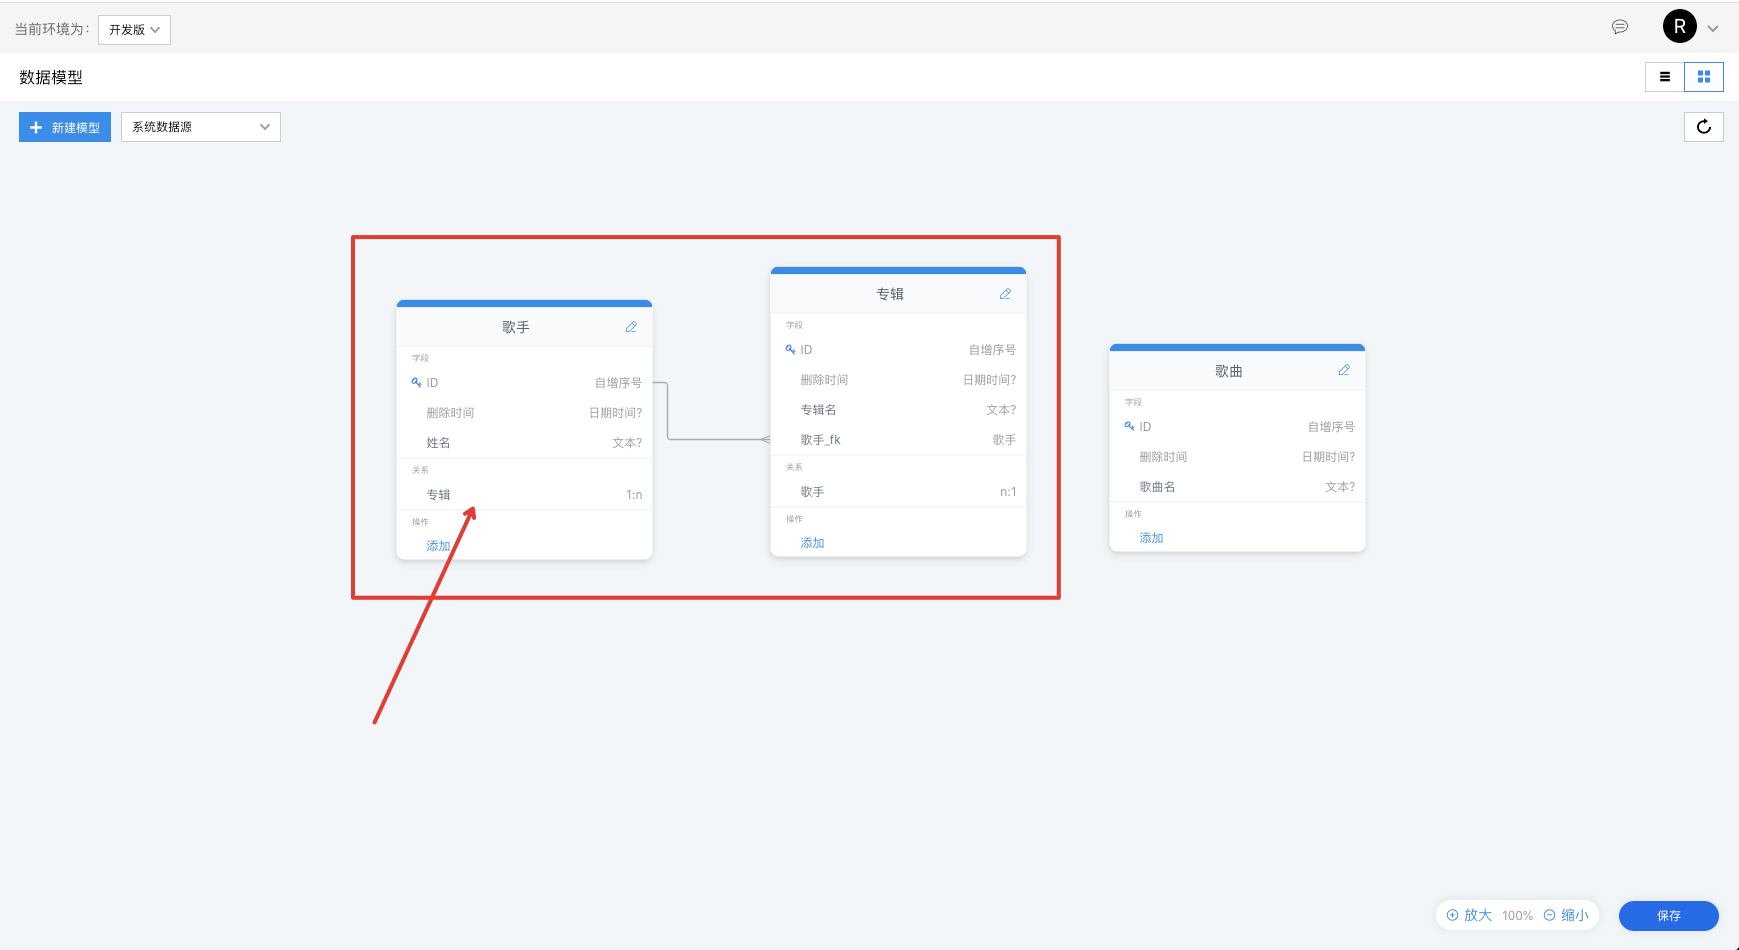 当前环境为: 开发版
R
数据模型
新建模型 系统数据源
歌手
字段
ID 自增序号
删除时间 日期时间?
姓名 文本?
关系
专辑 1:n
操作
添加
专辑
字段
ID 自增序号
删除时间 日期时间?
专辑名 文本?
歌手_fk 歌手
关系
歌手 n:1
操作
添加
歌曲
字段
ID 自增序号
删除时间 日期时间?
歌曲名 文本?
操作
添加
放大 100% 缩小 保存